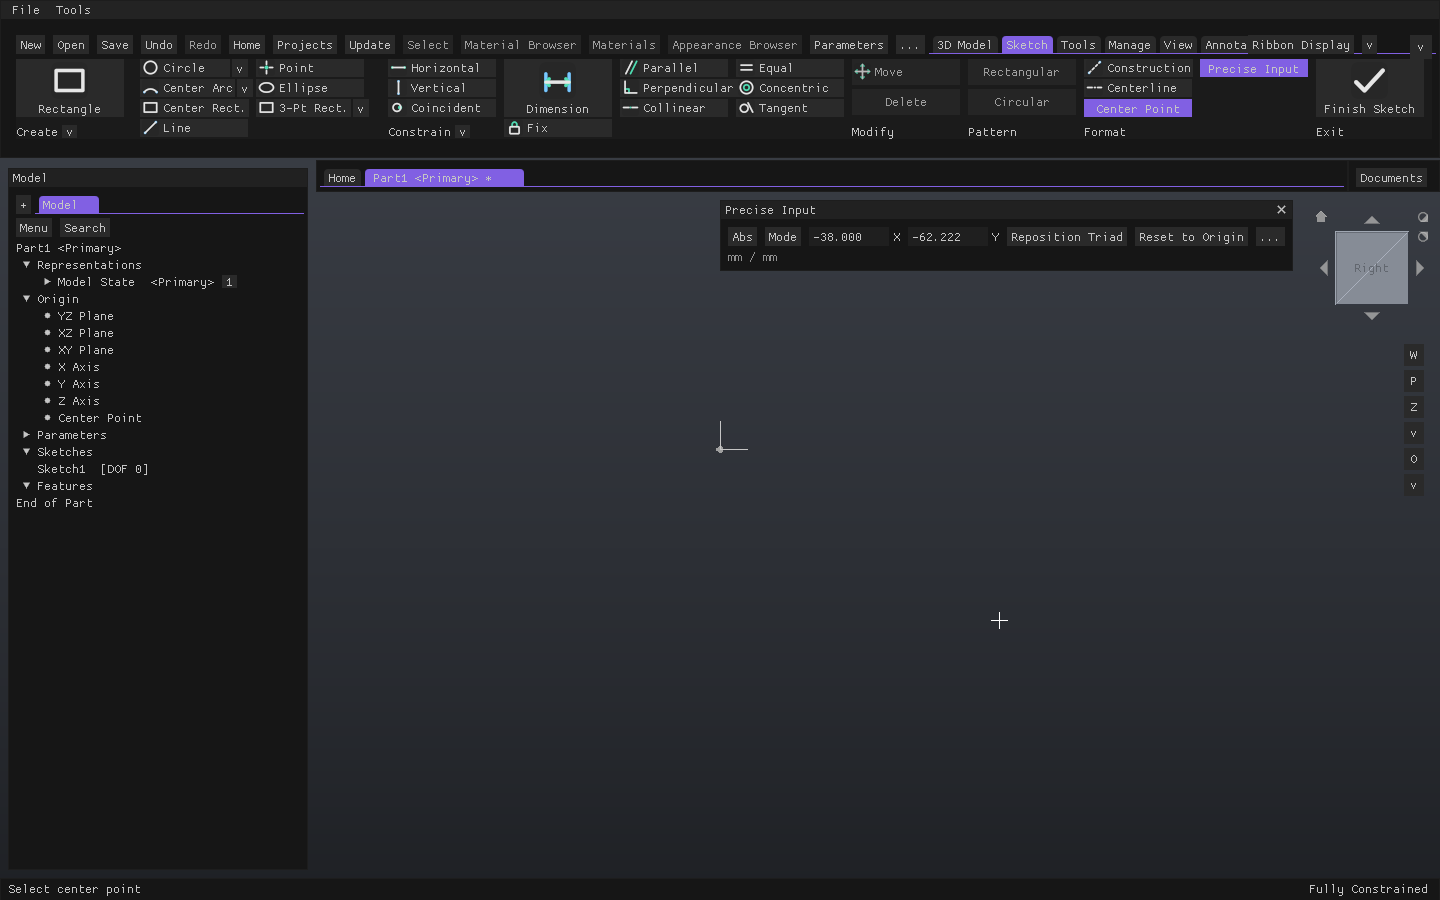 File Tools
New Open Save Undo Redo Home Projects Update Select Material Browser Materials Appearance Browser Parameters ... 3D Model Sketch Tools Manage View Annota Ribbon Display v v
Rectangle
Create v
Circle v Point
Center Arc v Ellipse
Center Rect. 3-Pt Rect. v
Line
Horizontal
Vertical
Coincident
Constrain v
Dimension
Fix
Parallel Equal
Perpendicular Concentric
Collinear Tangent
Move
Delete
Modify
Rectangular
Circular
Pattern
Construction
Centerline
Center Point
Format
Precise Input
Finish Sketch
Exit
Model
+ Model
Menu Search
Part1 <Primary>
Representations
Model State <Primary> 1
Origin
YZ Plane
XZ Plane
XY Plane
X Axis
Y Axis
Z Axis
Center Point
Parameters
Sketches
Sketch1 [DOF 0]
Features
End of Part
Home Part1 <Primary> * Documents
Precise Input
Abs Mode -38.000 X -62.222 Y Reposition Triad Reset to Origin ...
mm / mm
Right
W
P
Z
v
O
v
Select center point
Fully Constrained